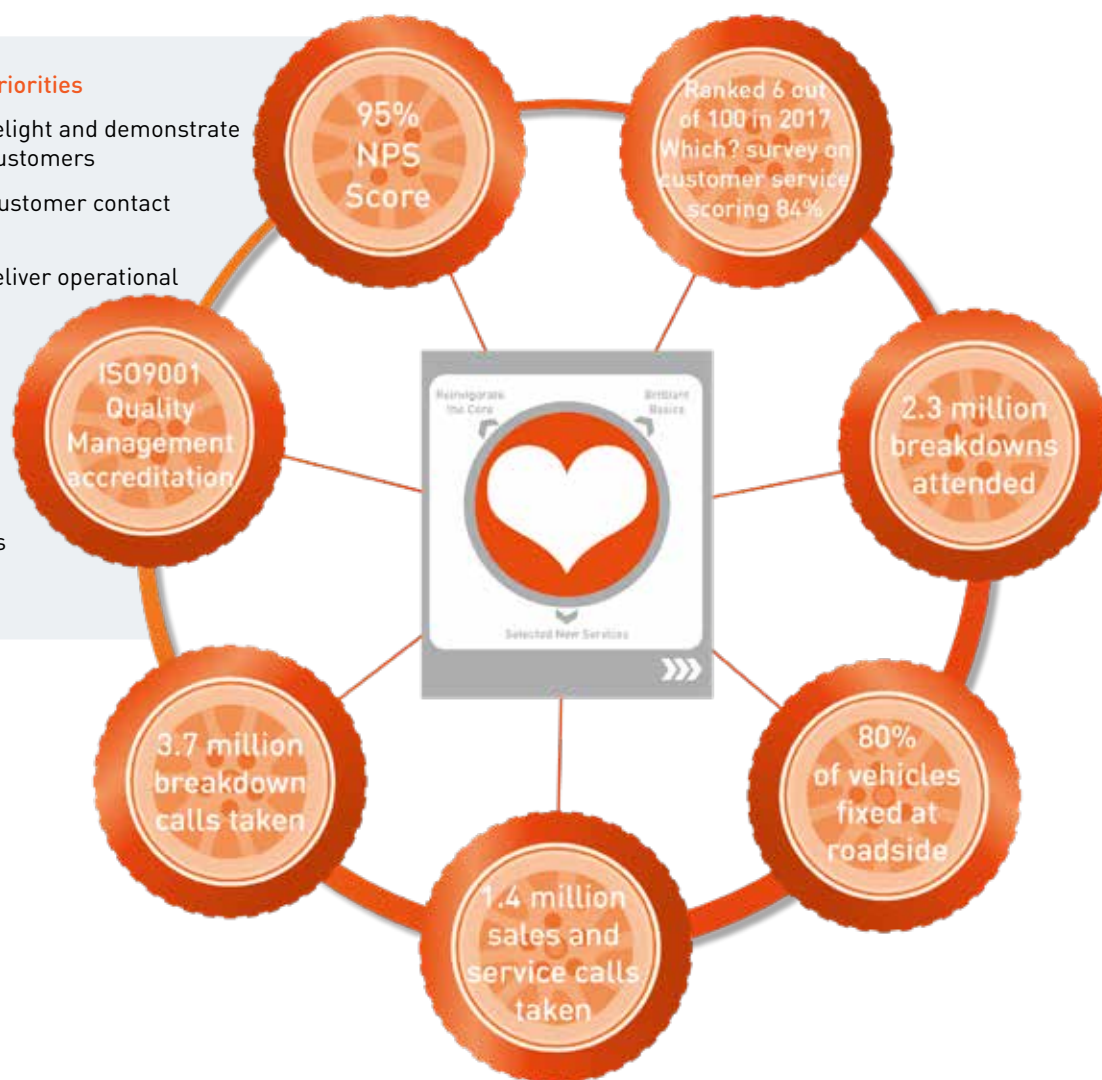 riorities
elight and demonstrate
ustomers
ustomer contact
eliver operational
s
95%
NPS
Score
Ranked 6 out
of 100 in 2017
Which? survey on
customer service
scoring 84%
ISO9001
Quality
Management
accreditation
Reinvigorate
the Core
Brilliant
Basics
Selected New Services
2.3 million
breakdowns
attended
3.7 million
breakdown
calls taken
80%
of vehicles
fixed at
roadside
1.4 million
sales and
service calls
taken